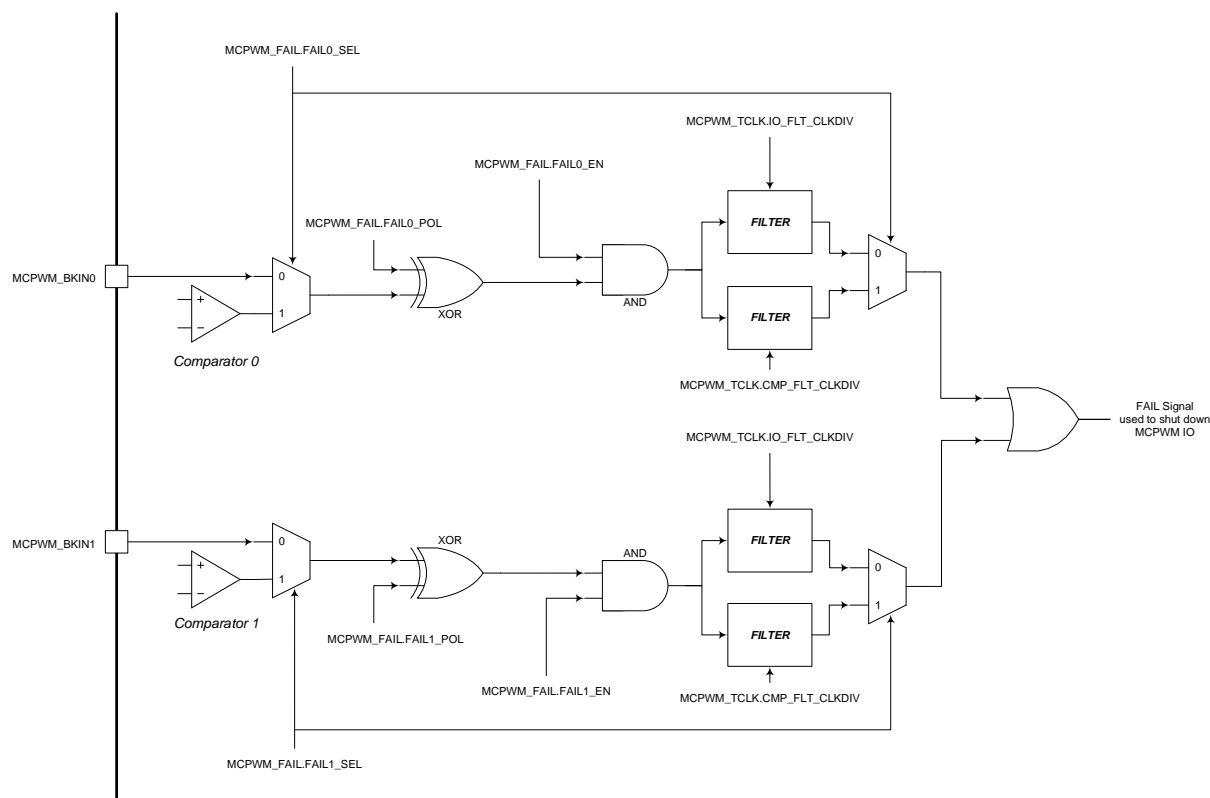 MCPWM_FAIL.FAIL0_SEL
MCPWM_TCLK.IO_FLT_CLKDIV
MCPWM_FAIL.FAIL0_EN
MCPWM_FAIL.FAIL0_POL
FILTER
MCPWM_BKIN0
0
1
+
−
Comparator 0
XOR
AND
0
1
FILTER
MCPWM_TCLK.CMP_FLT_CLKDIV
FAIL Signal
used to shut down
MCPWM IO
MCPWM_TCLK.IO_FLT_CLKDIV
FILTER
MCPWM_BKIN1
0
1
+
−
Comparator 1
XOR
AND
0
1
FILTER
MCPWM_FAIL.FAIL1_POL
MCPWM_FAIL.FAIL1_EN
MCPWM_TCLK.CMP_FLT_CLKDIV
MCPWM_FAIL.FAIL1_SEL